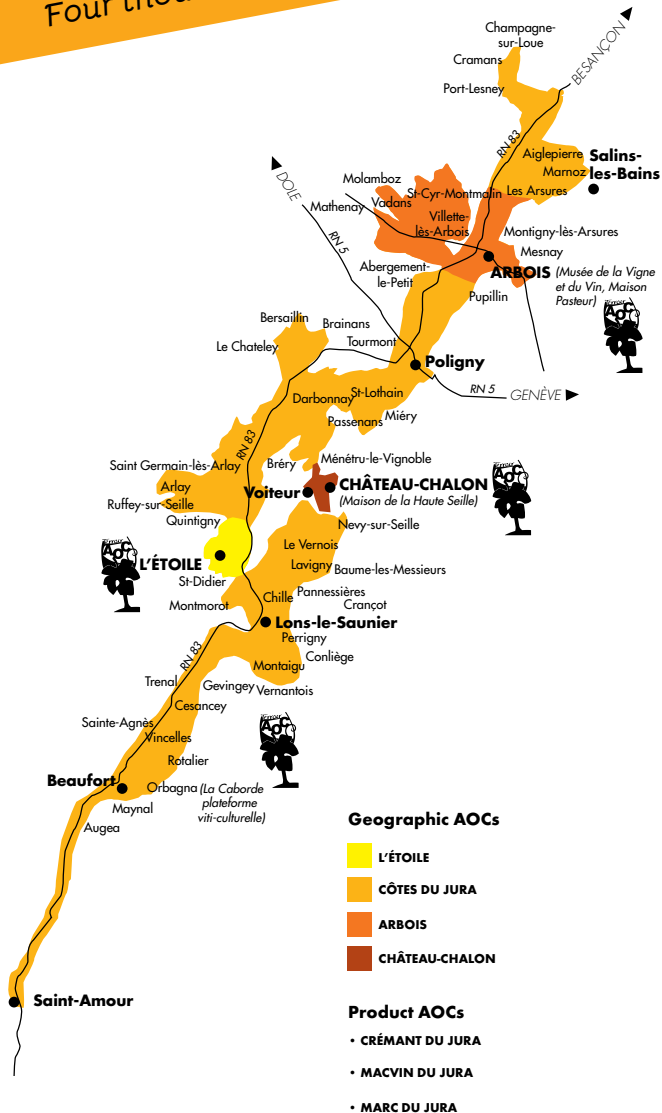 Four
Champagne-
sur-Loue
Cramans
Port-Lesney
BESANÇON
RN 83
Aiglepierre
Marnoz
Salins-
les-Bains
DOLE
RN 5
Molamboz
Vadans
Mathenay
St-Cyr-Montmalin
Les Arsures
Villette-
lès-Arbois
Montigny-lès-Arsures
Mesnay
Abergement-
le-Petit
ARBOIS (Musée de la Vigne
et du Vin, Maison
Pasteur)
AOC
Pupillin
Bersaillin
Brainans
Le Chateley
Tourmont
Poligny
RN 5
GENÈVE
Darbonnay
St-Lothain
Passenans
Miéry
RN 83
Saint Germain-lès-Arlay
Bréry
Ménétru-le-Vignoble
Arlay
Voiteur
CHÂTEAU-CHALON
(Maison de la Haute Seille)
AOC
Ruffey-sur-Seille
Quintigny
Nevy-sur-Seille
AOC
L'ÉTOILE
Le Vernois
Lavigny
Baume-les-Messieurs
St-Didier
Montmorot
Chille
Pannessières
Crançot
Lons-le-Saunier
Perrigny
Conliège
RN 83
Montaigu
Trenal
Gevingey
Vernantois
Cesancey
Sainte-Agnès
Vincelles
AOC
Rotalier
Beaufort
Orbagna (La Caborde
plateforme
viti-culturelle)
Maynal
Augea
Saint-Amour
Geographic AOCs
L'ÉTOILE
CÔTES DU JURA
ARBOIS
CHÂTEAU-CHALON
Product AOCs
• CRÉMANT DU JURA
• MACVIN DU JURA
• MARC DU JURA